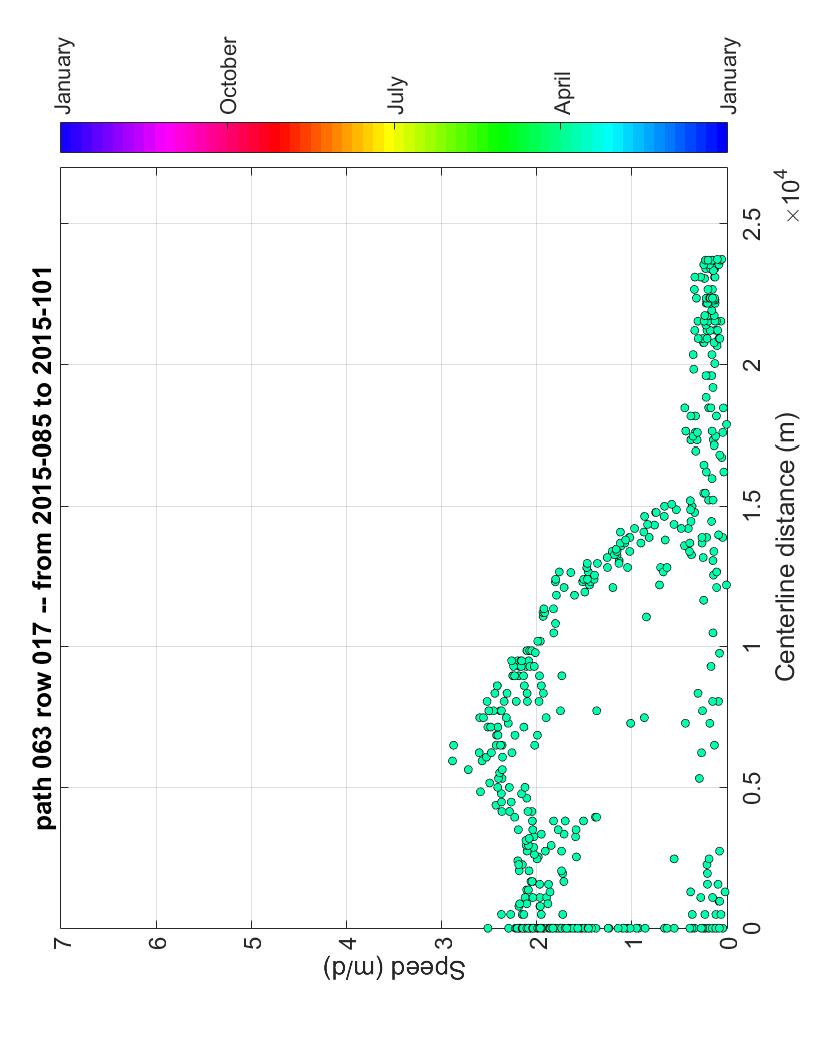 path 063 row 017 -- from 2015-085 to 2015-101
7
6
5
4
3
2
1
0
Speed (m/d)
0
0.5
1
1.5
2
2.5
×10^4
Centerline distance (m)
January
October
July
April
January